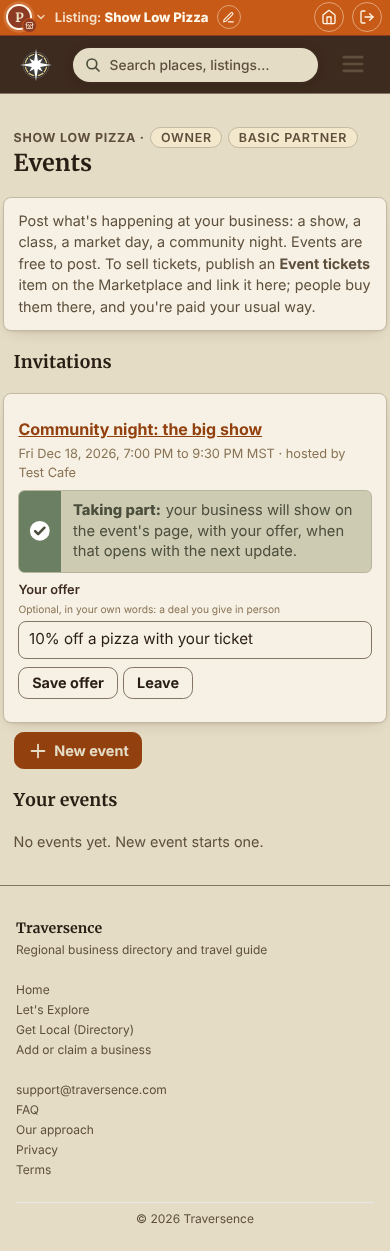 P
Listing: Show Low Pizza
Search places, listings...
SHOW LOW PIZZA · OWNER BASIC PARTNER
Events
Post what's happening at your business: a show, a
class, a market day, a community night. Events are
free to post. To sell tickets, publish an Event tickets
item on the Marketplace and link it here; people buy
them there, and you're paid your usual way.
Invitations
Community night: the big show
Fri Dec 18, 2026, 7:00 PM to 9:30 PM MST · hosted by
Test Cafe
Taking part: your business will show on
the event's page, with your offer, when
that opens with the next update.
Your offer
Optional, in your own words: a deal you give in person
10% off a pizza with your ticket
Save offer Leave
New event
Your events
No events yet. New event starts one.
Traversence
Regional business directory and travel guide
Home
Let's Explore
Get Local (Directory)
Add or claim a business
support@traversence.com
FAQ
Our approach
Privacy
Terms
© 2026 Traversence